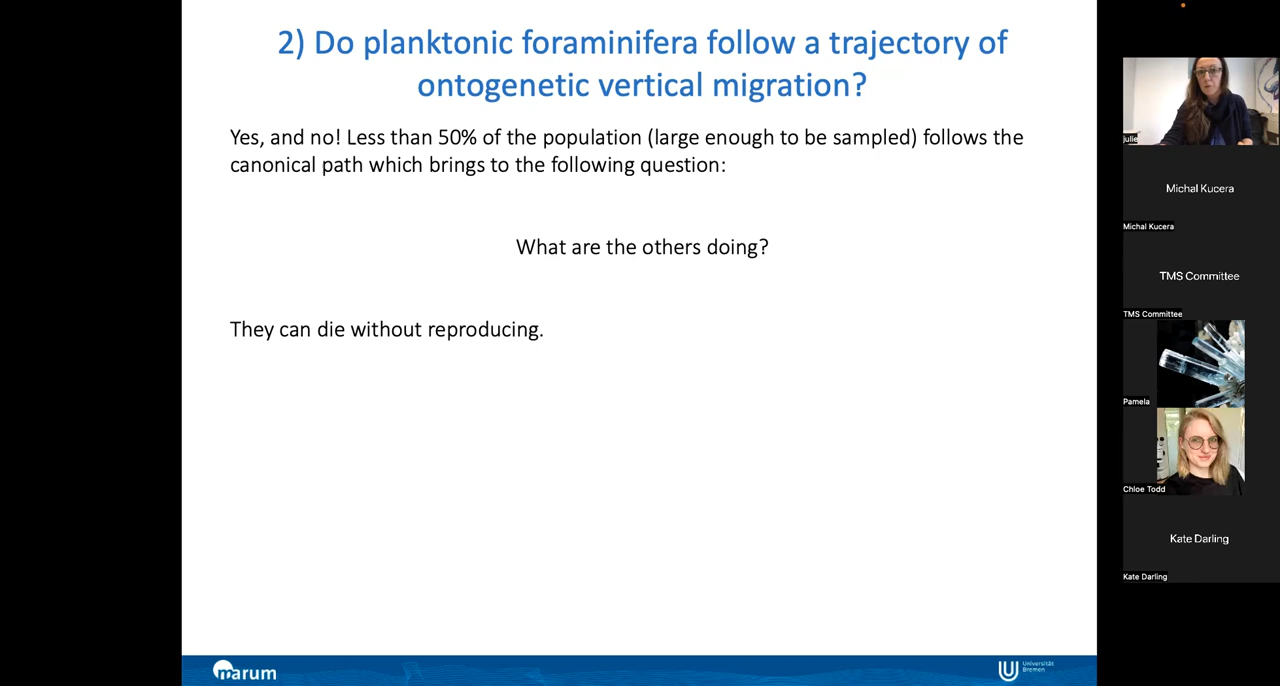 2) Do planktonic foraminifera follow a trajectory of
ontogenetic vertical migration?
Yes, and no! Less than 50% of the population (large enough to be sampled) follows the
canonical path which brings to the following question:
What are the others doing?
They can die without reproducing.
marum
Universität
Bremen
julie
Michal Kucera
Michal Kucera
TMS Committee
TMS Committee
Pamela
Chloe Todd
Kate Darling
Kate Darling